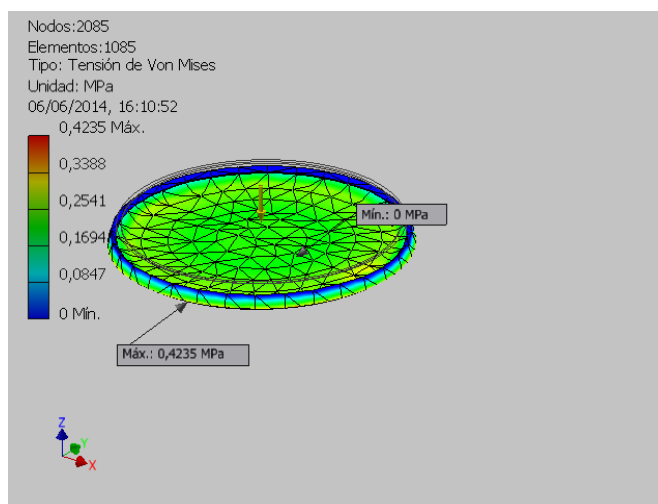 Nodos:2085
Elementos:1085
Tipo: Tensión de Von Mises
Unidad: MPa
06/06/2014, 16:10:52
0,4235 Máx.
0,3388
0,2541
0,1694
0,0847
0 Mín.
Mín.: 0 MPa
Máx.: 0,4235 MPa
Z
Y
X